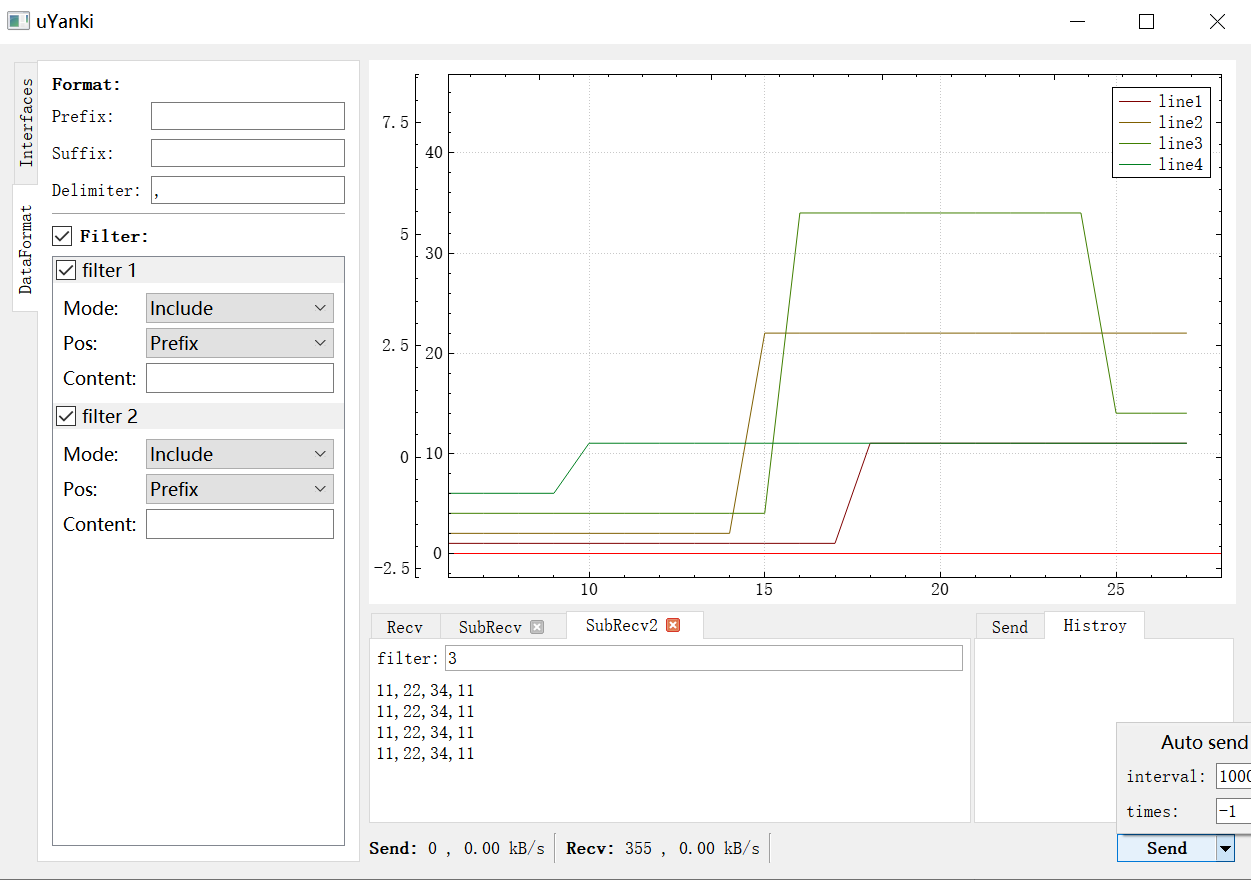 uYanki
Interfaces
DataFormat
Format:
Prefix:
Suffix:
Delimiter: ,
Filter:
filter 1
Mode: Include
Pos: Prefix
Content:
filter 2
Mode: Include
Pos: Prefix
Content:
7.5
5
2.5
0
-2.5
40
30
20
10
0
10 15 20 25
line1
line2
line3
line4
Recv SubRecv SubRecv2
filter: 3
11,22,34,11
11,22,34,11
11,22,34,11
11,22,34,11
Send Histroy
Auto send
interval: 1000
times: -1
Send: 0 , 0.00 kB/s Recv: 355 , 0.00 kB/s
Send